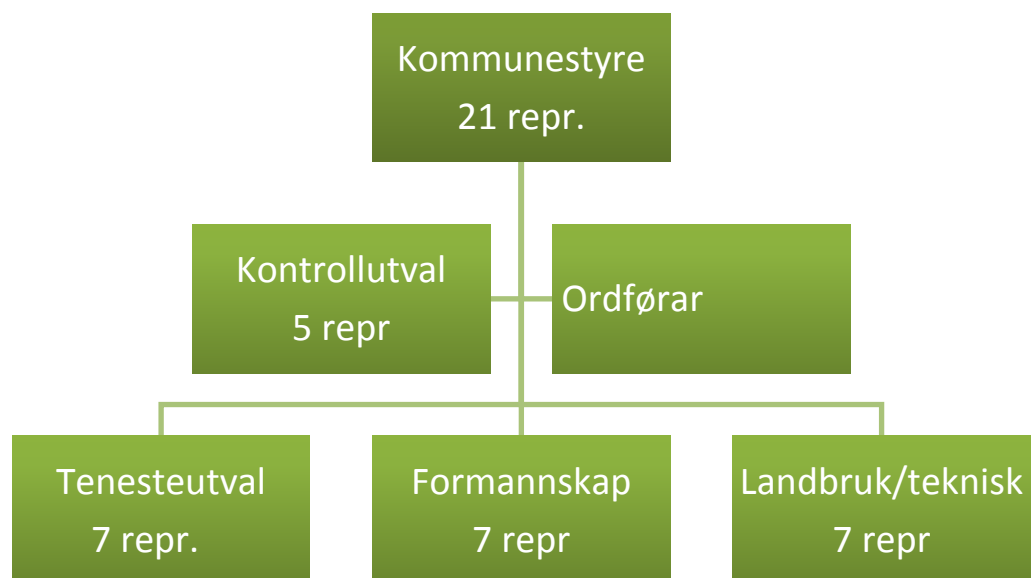 Kommunestyre
21 repr.
Kontrollutval
5 repr
Ordførar
Tenesteutval
7 repr.
Formannskap
7 repr
Landbruk/teknisk
7 repr